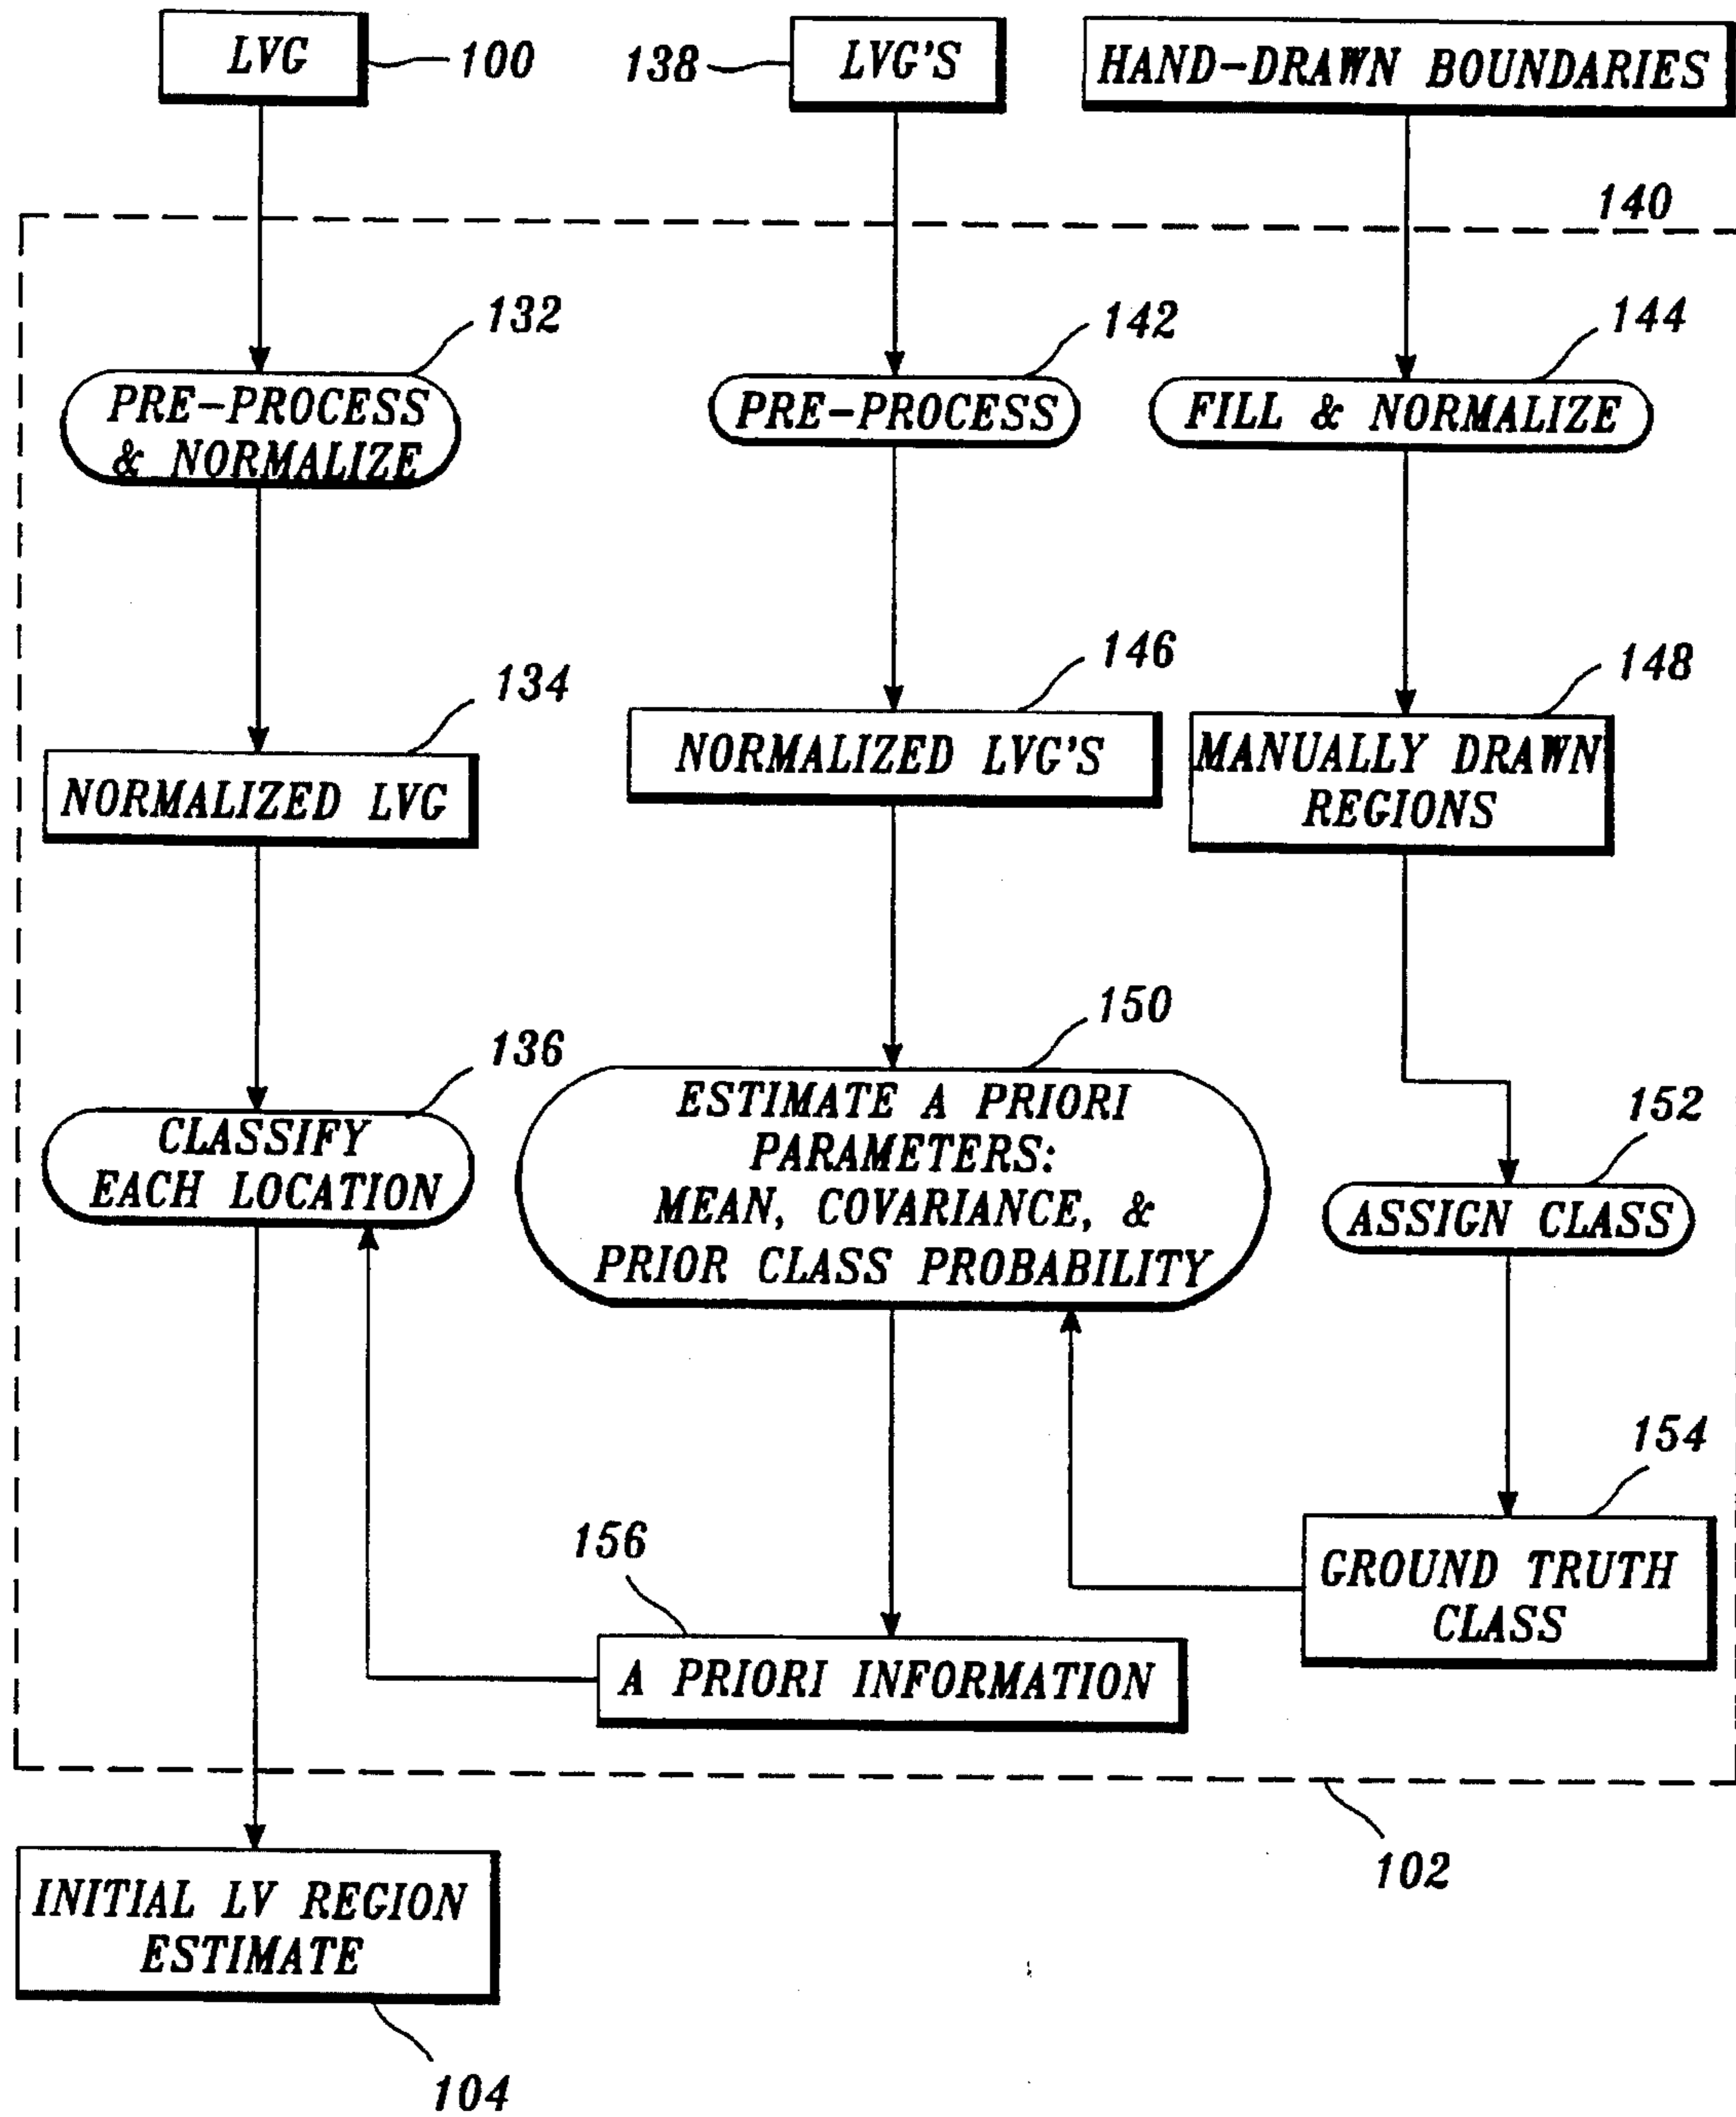 LVG
100
138
LVG'S
HAND-DRAWN BOUNDARIES
140
132
142
144
PRE-PROCESS
& NORMALIZE
PRE-PROCESS
FILL & NORMALIZE
134
146
148
NORMALIZED LVG
NORMALIZED LVG'S
MANUALLY DRAWN
REGIONS
136
150
152
CLASSIFY
EACH LOCATION
ESTIMATE A PRIORI
PARAMETERS:
MEAN, COVARIANCE, &
PRIOR CLASS PROBABILITY
ASSIGN CLASS
154
156
GROUND TRUTH
CLASS
A PRIORI INFORMATION
102
INITIAL LV REGION
ESTIMATE
104